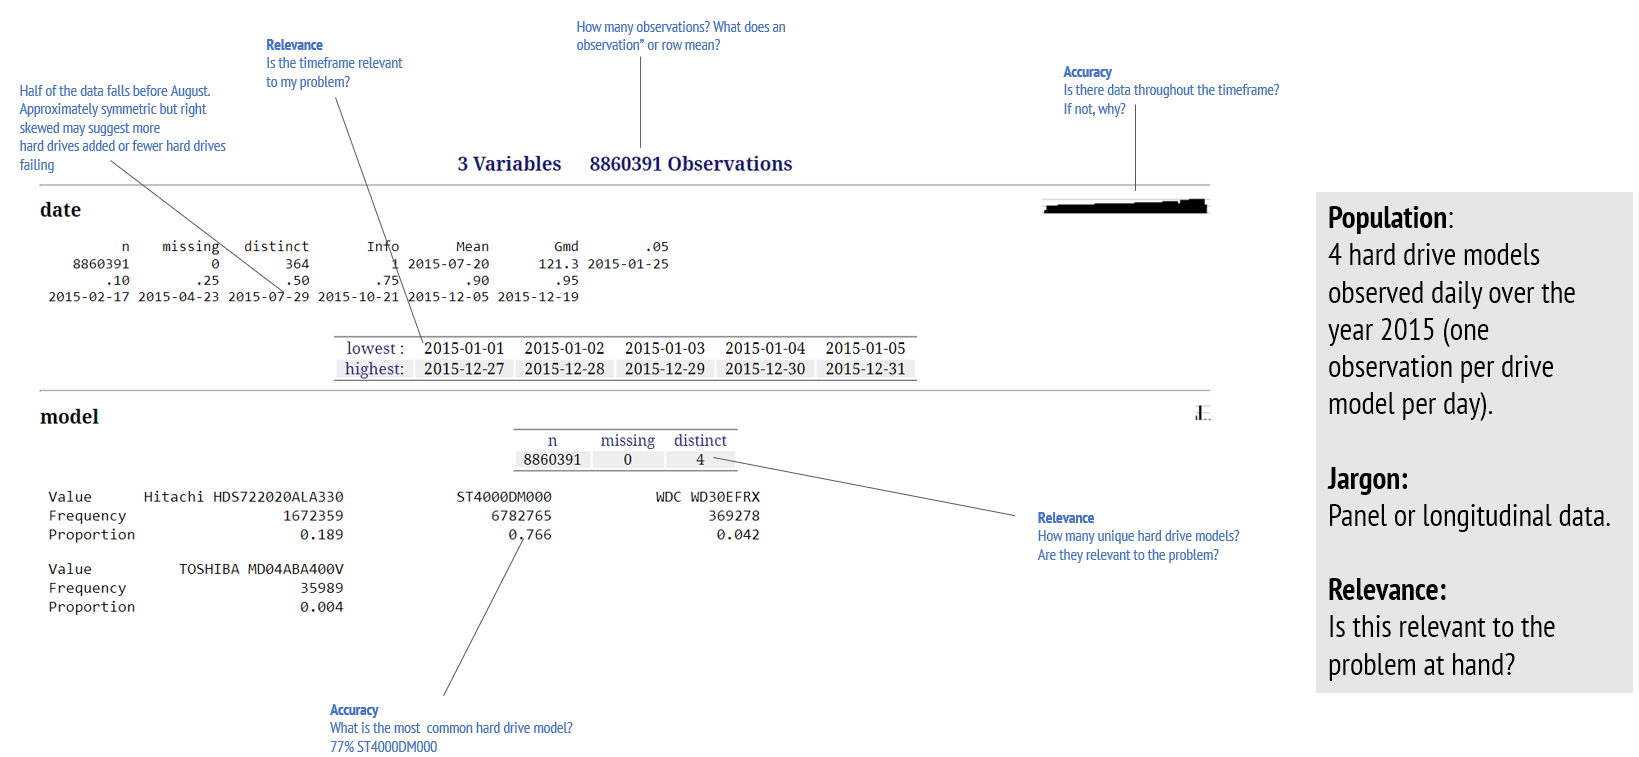 How many observations? What does an
observation” or row mean?
Relevance
Is the timeframe relevant
to my problem?
Accuracy
Is there data throughout the timeframe?
If not, why?
Half of the data falls before August.
Approximately symmetric but right
skewed may suggest more
hard drives added or fewer hard drives
failing
3 Variables 8860391 Observations
date
n missing distinct Info Mean Gmd .05
8860391 0 364 1 2015-07-20 121.3 2015-01-25
.10 .25 .50 .75 .90 .95
2015-02-17 2015-04-23 2015-07-29 2015-10-21 2015-12-05 2015-12-19
lowest : 2015-01-01 2015-01-02 2015-01-03 2015-01-04 2015-01-05
highest: 2015-12-27 2015-12-28 2015-12-29 2015-12-30 2015-12-31
model
n missing distinct
8860391 0 4
Value Hitachi HDS722020ALA330 ST4000DM000 WDC WD30EFRX
Frequency 1672359 6782765 369278
Proportion 0.189 0.766 0.042
Value TOSHIBA MD04ABA400V
Frequency 35989
Proportion 0.004
Relevance
How many unique hard drive models?
Are they relevant to the problem?
Accuracy
What is the most common hard drive model?
77% ST4000DM000
Population:
4 hard drive models
observed daily over the
year 2015 (one
observation per drive
model per day).
Jargon:
Panel or longitudinal data.
Relevance:
Is this relevant to the
problem at hand?